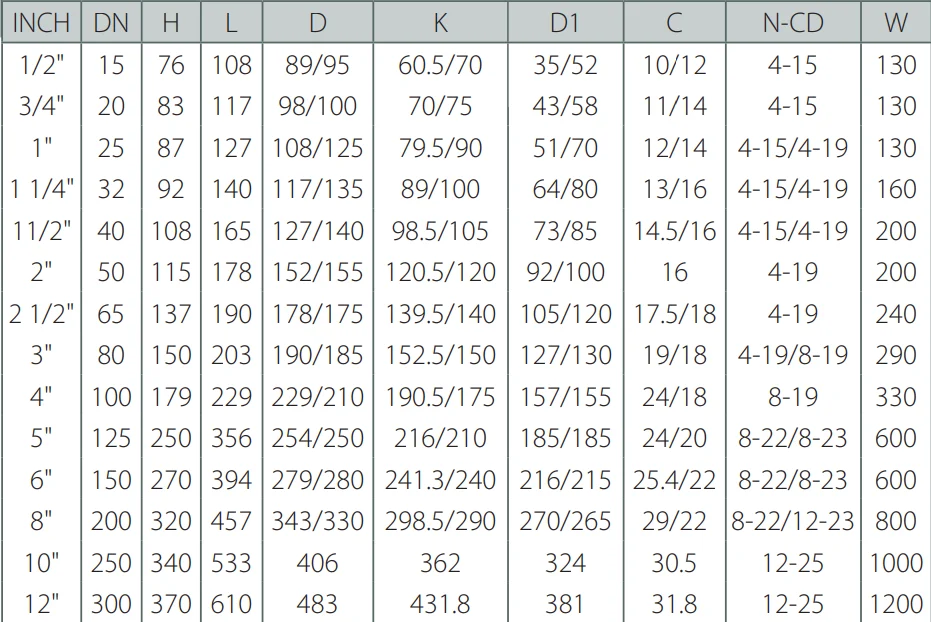 INCH DN H L D K D1 C N-CD W
1/2" 15 76 108 89/95 60.5/70 35/52 10/12 4-15 130
3/4" 20 83 117 98/100 70/75 43/58 11/14 4-15 130
1" 25 87 127 108/125 79.5/90 51/70 12/14 4-15/4-19 130
1 1/4" 32 92 140 117/135 89/100 64/80 13/16 4-15/4-19 160
11/2" 40 108 165 127/140 98.5/105 73/85 14.5/16 4-15/4-19 200
2" 50 115 178 152/155 120.5/120 92/100 16 4-19 200
2 1/2" 65 137 190 178/175 139.5/140 105/120 17.5/18 4-19 240
3" 80 150 203 190/185 152.5/150 127/130 19/18 4-19/8-19 290
4" 100 179 229 229/210 190.5/175 157/155 24/18 8-19 330
5" 125 250 356 254/250 216/210 185/185 24/20 8-22/8-23 600
6" 150 270 394 279/280 241.3/240 216/215 25.4/22 8-22/8-23 600
8" 200 320 457 343/330 298.5/290 270/265 29/22 8-22/12-23 800
10" 250 340 533 406 362 324 30.5 12-25 1000
12" 300 370 610 483 431.8 381 31.8 12-25 1200